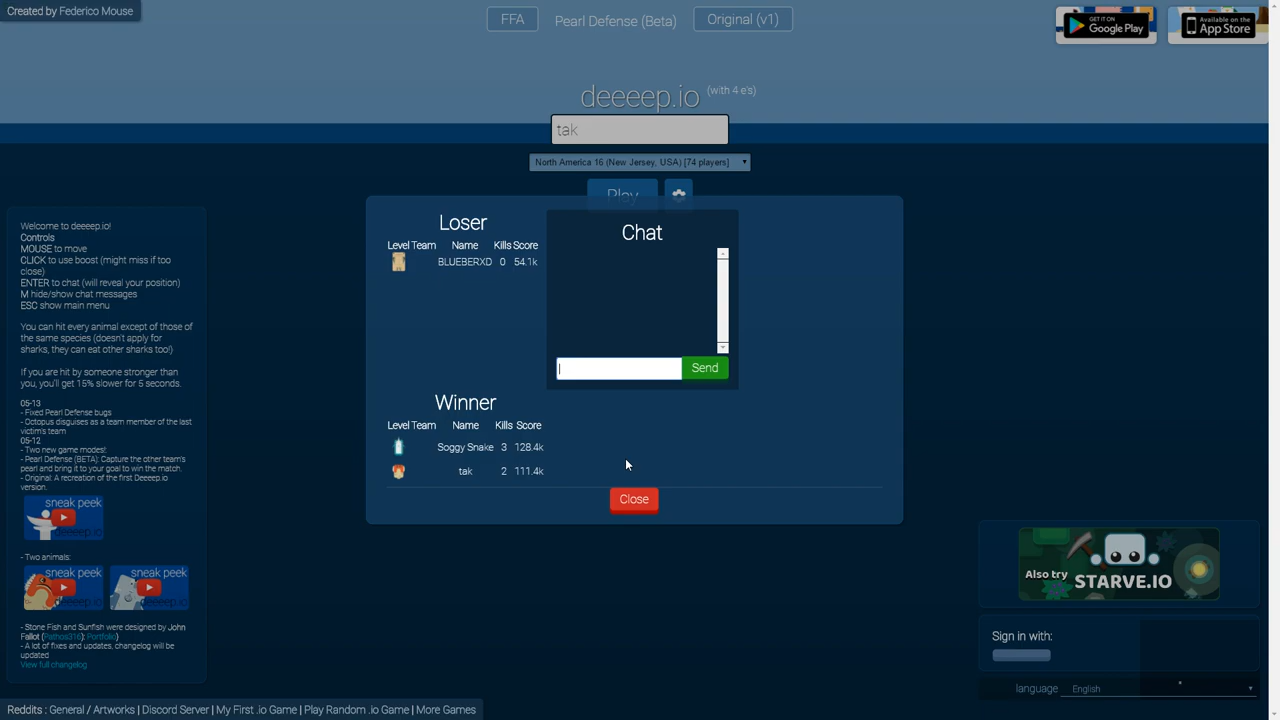 Created by Federico Mouse
FFA
Pearl Defense (Beta)
Original (v1)
GET IT ON
Google Play
Available on the
App Store
deeeep.io (with 4 e's)
tak
North America 16 (New Jersey, USA) [74 players]
Play
Welcome to deeeep.io!
Controls
MOUSE to move
CLICK to use boost (might miss if too
close)
ENTER to chat (will reveal your position)
M hide/show chat messages
ESC show main menu
You can hit every animal except of those of
the same species (doesn't apply for
sharks, they can eat other sharks too!)
If you are hit by someone stronger than
you, you'll get 15% slower for 5 seconds.
05-13
- Fixed Pearl Defense bugs
- Octopus disguises as a team member of the last
victim's team
05-12
- Two new game modes!:
- Pearl Defense (BETA): Capture the other team's
pearl and bring it to your goal to win the match.
- Original: A recreation of the first Deeeep.io
version.
sneak peek
deeeep.io
- Two animals:
sneak peek
deeeep.io
sneak peek
deeeep.io
- Stone Fish and Sunfish were designed by John
Fallot (Pathos316): Portfolio)
- A lot of fixes and updates, changelog will be
updated
View full changelog
Loser
Level Team Name Kills Score
BLUEBERXD 0 54.1k
Chat
Send
Winner
Level Team Name Kills Score
Soggy Snake 3 128.4k
tak 2 111.4k
Close
Also try STARVE.IO
Sign in with:
language English
Reddits : General / Artworks | Discord Server | My First .io Game | Play Random .io Game | More Games